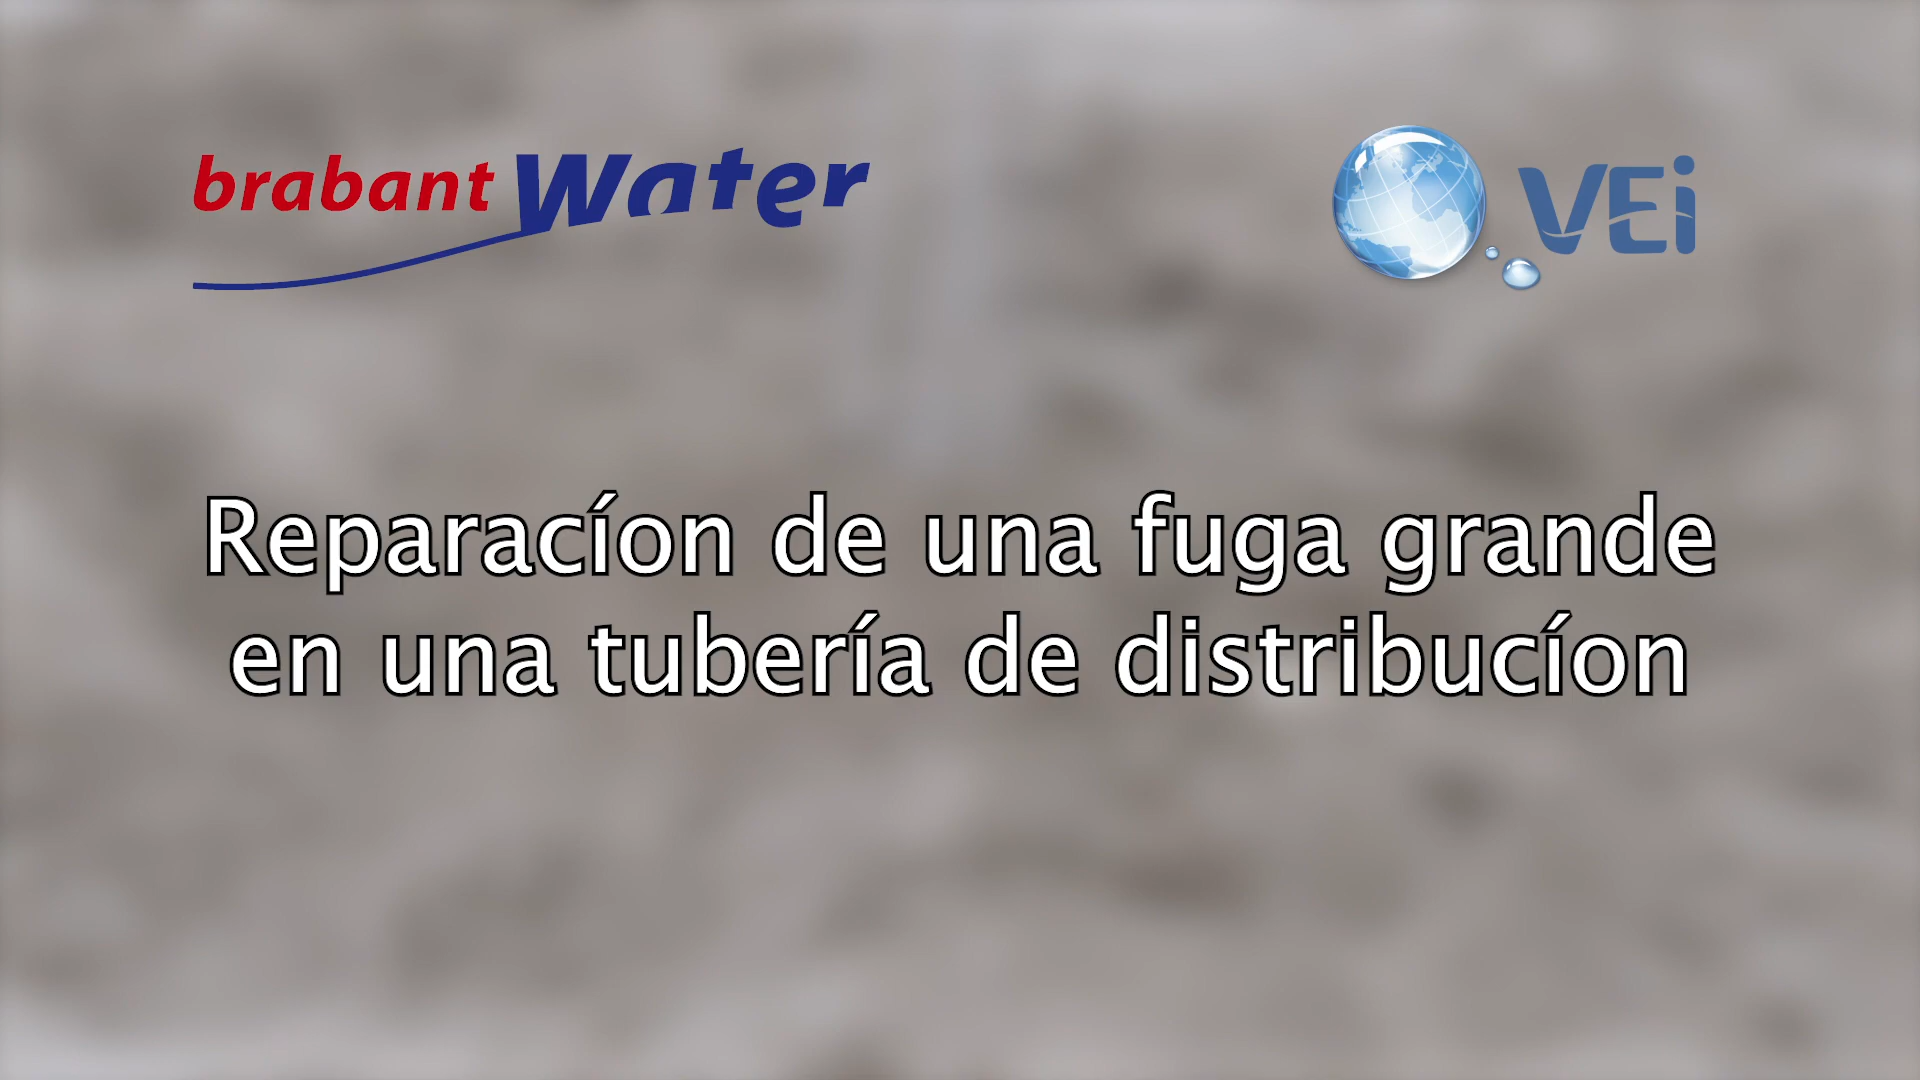 brabant Water
VEi
Reparacíon de una fuga grande
en una tubería de distribucíon